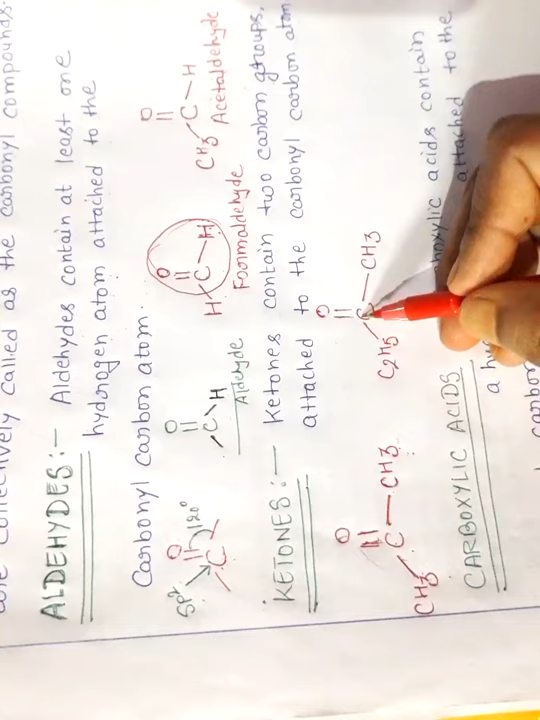 are collectively called as the carbonyl compounds.
ALDEHYDES:- Aldehydes contain at least one
hydrogen atom attached to the
Carbonyl Carbon atom.
sp² O C 120°
O C H
Aldehyde
O H C H
Formaldehyde
O CH3 C H
Acetaldehyde
KETONES:- Ketones contain two carbon groups,
attached to the carbonyl carbon atom
O CH3 C CH3
O C2H5 C CH3
CARBOXYLIC ACIDS acids contain
a attached to the
carbon